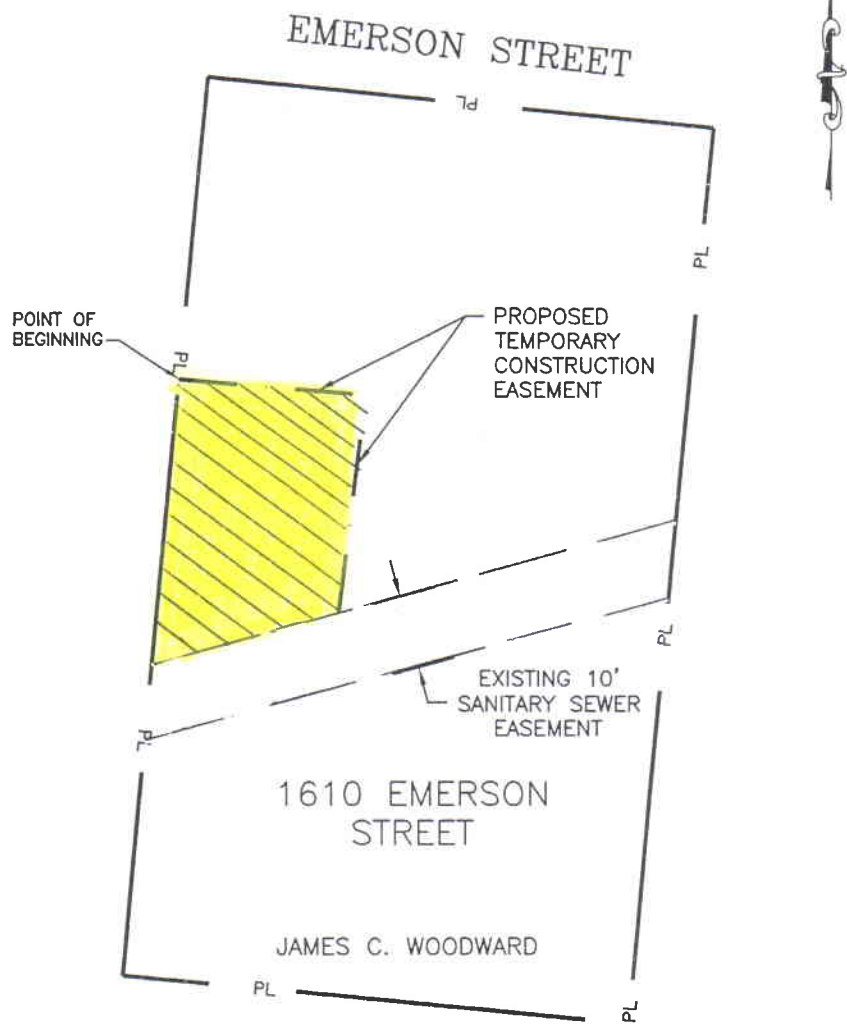 EMERSON STREET
PL
PL
POINT OF
BEGINNING
PL
PROPOSED
TEMPORARY
CONSTRUCTION
EASEMENT
PL
EXISTING 10'
SANITARY SEWER
EASEMENT
PL
1610 EMERSON
STREET
JAMES C. WOODWARD
PL
PL